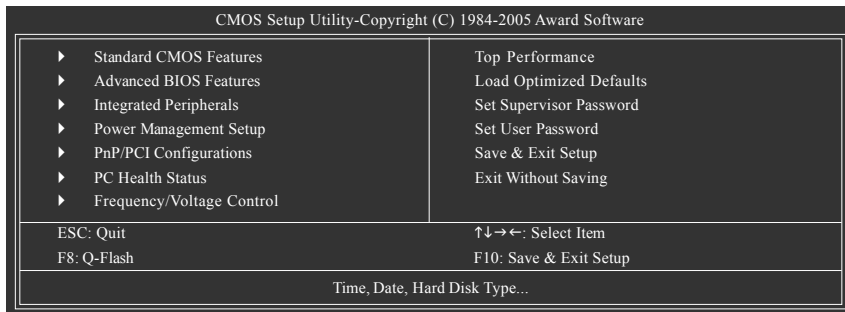 CMOS Setup Utility-Copyright (C) 1984-2005 Award Software
Standard CMOS Features
Advanced BIOS Features
Integrated Peripherals
Power Management Setup
PnP/PCI Configurations
PC Health Status
Frequency/Voltage Control
Top Performance
Load Optimized Defaults
Set Supervisor Password
Set User Password
Save & Exit Setup
Exit Without Saving
ESC: Quit
↑↓→←: Select Item
F8: Q-Flash
F10: Save & Exit Setup
Time, Date, Hard Disk Type...